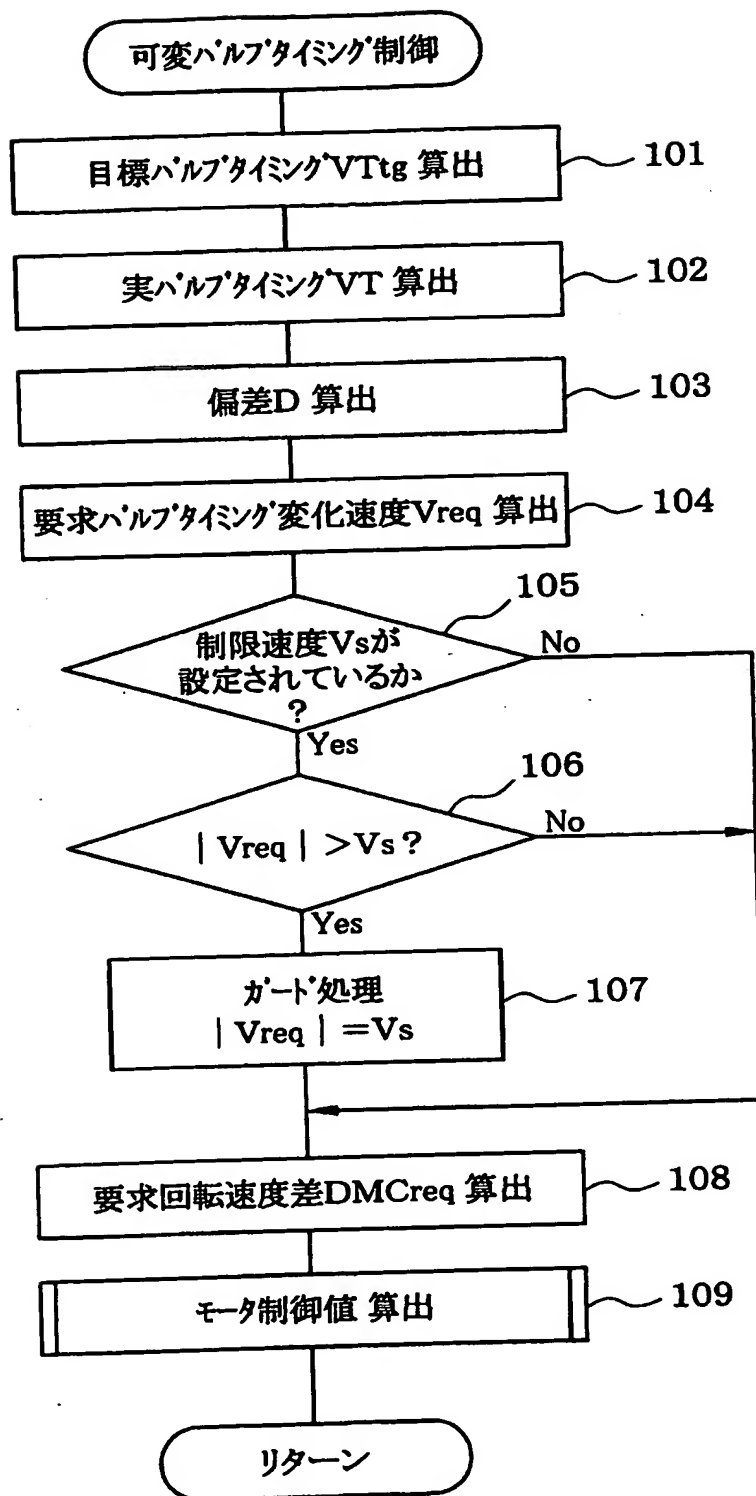 可変バルブタイミング制御
目標バルブタイミングVTtg 算出
101
実バルブタイミングVT 算出
102
偏差D 算出
103
要求バルブタイミング変化速度Vreq 算出
104
105
制限速度Vsが
設定されているか
?
No
Yes
106
| Vreq | >Vs?
No
Yes
ガード処理
| Vreq | =Vs
107
要求回転速度差DMCreq 算出
108
モータ制御値 算出
109
リターン